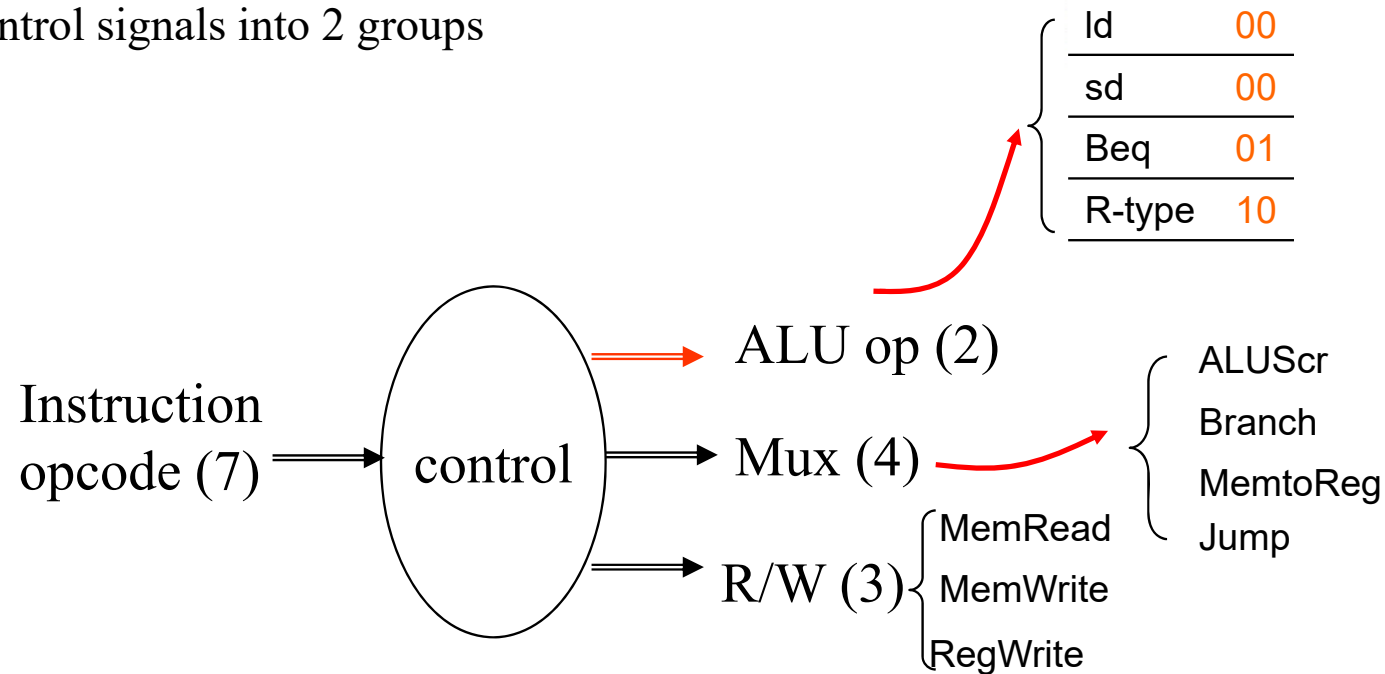 ntrol signals into 2 groups
ld 00
sd 00
Beq 01
R-type 10
ALU op (2)
Instruction
opcode (7)
control
Mux (4)
ALUScr
Branch
MemtoReg
Jump
R/W (3)
MemRead
MemWrite
RegWrite